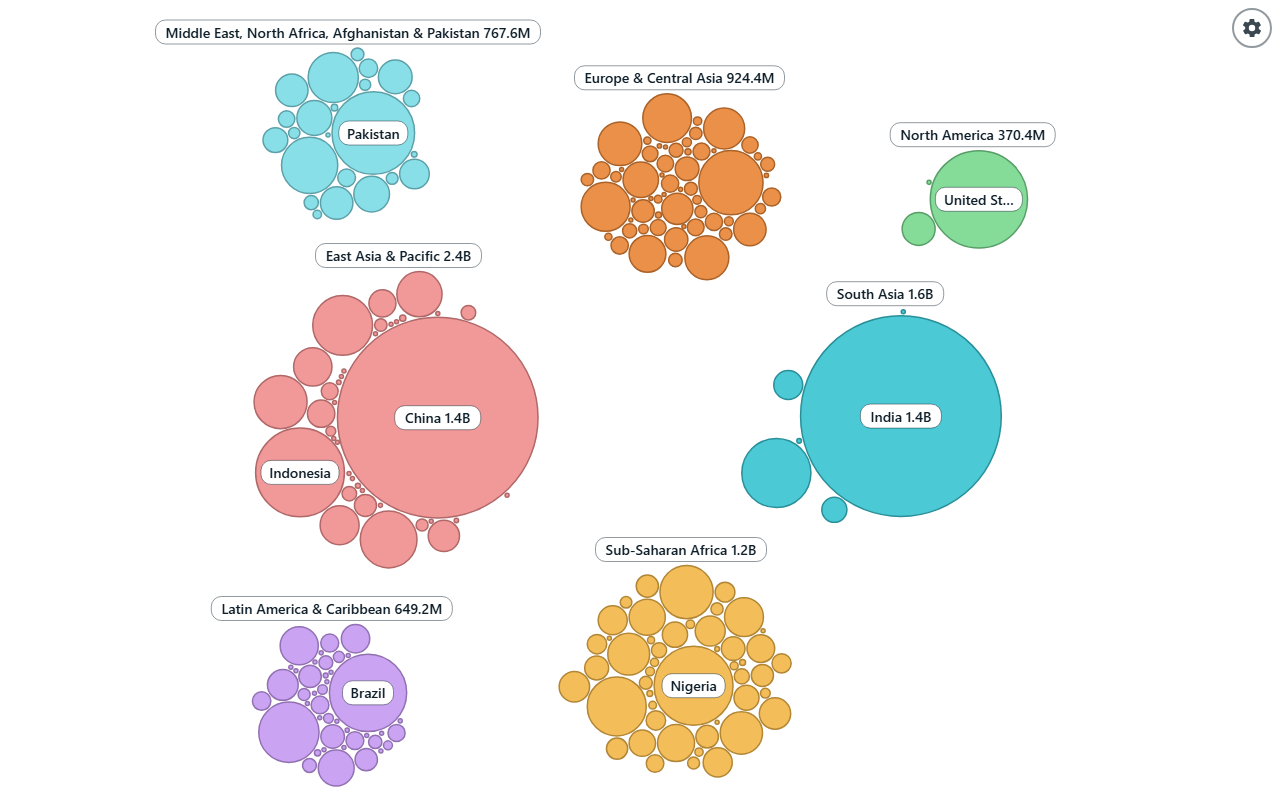 Middle East, North Africa, Afghanistan & Pakistan 767.6M
Pakistan
Europe & Central Asia 924.4M
North America 370.4M
United St...
East Asia & Pacific 2.4B
China 1.4B
Indonesia
South Asia 1.6B
India 1.4B
Sub-Saharan Africa 1.2B
Nigeria
Latin America & Caribbean 649.2M
Brazil